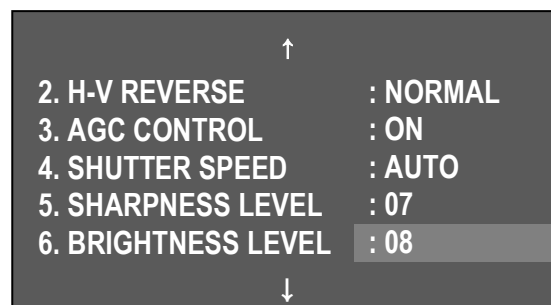 ↑
2. H-V REVERSE : NORMAL
3. AGC CONTROL : ON
4. SHUTTER SPEED : AUTO
5. SHARPNESS LEVEL : 07
6. BRIGHTNESS LEVEL : 08
↓